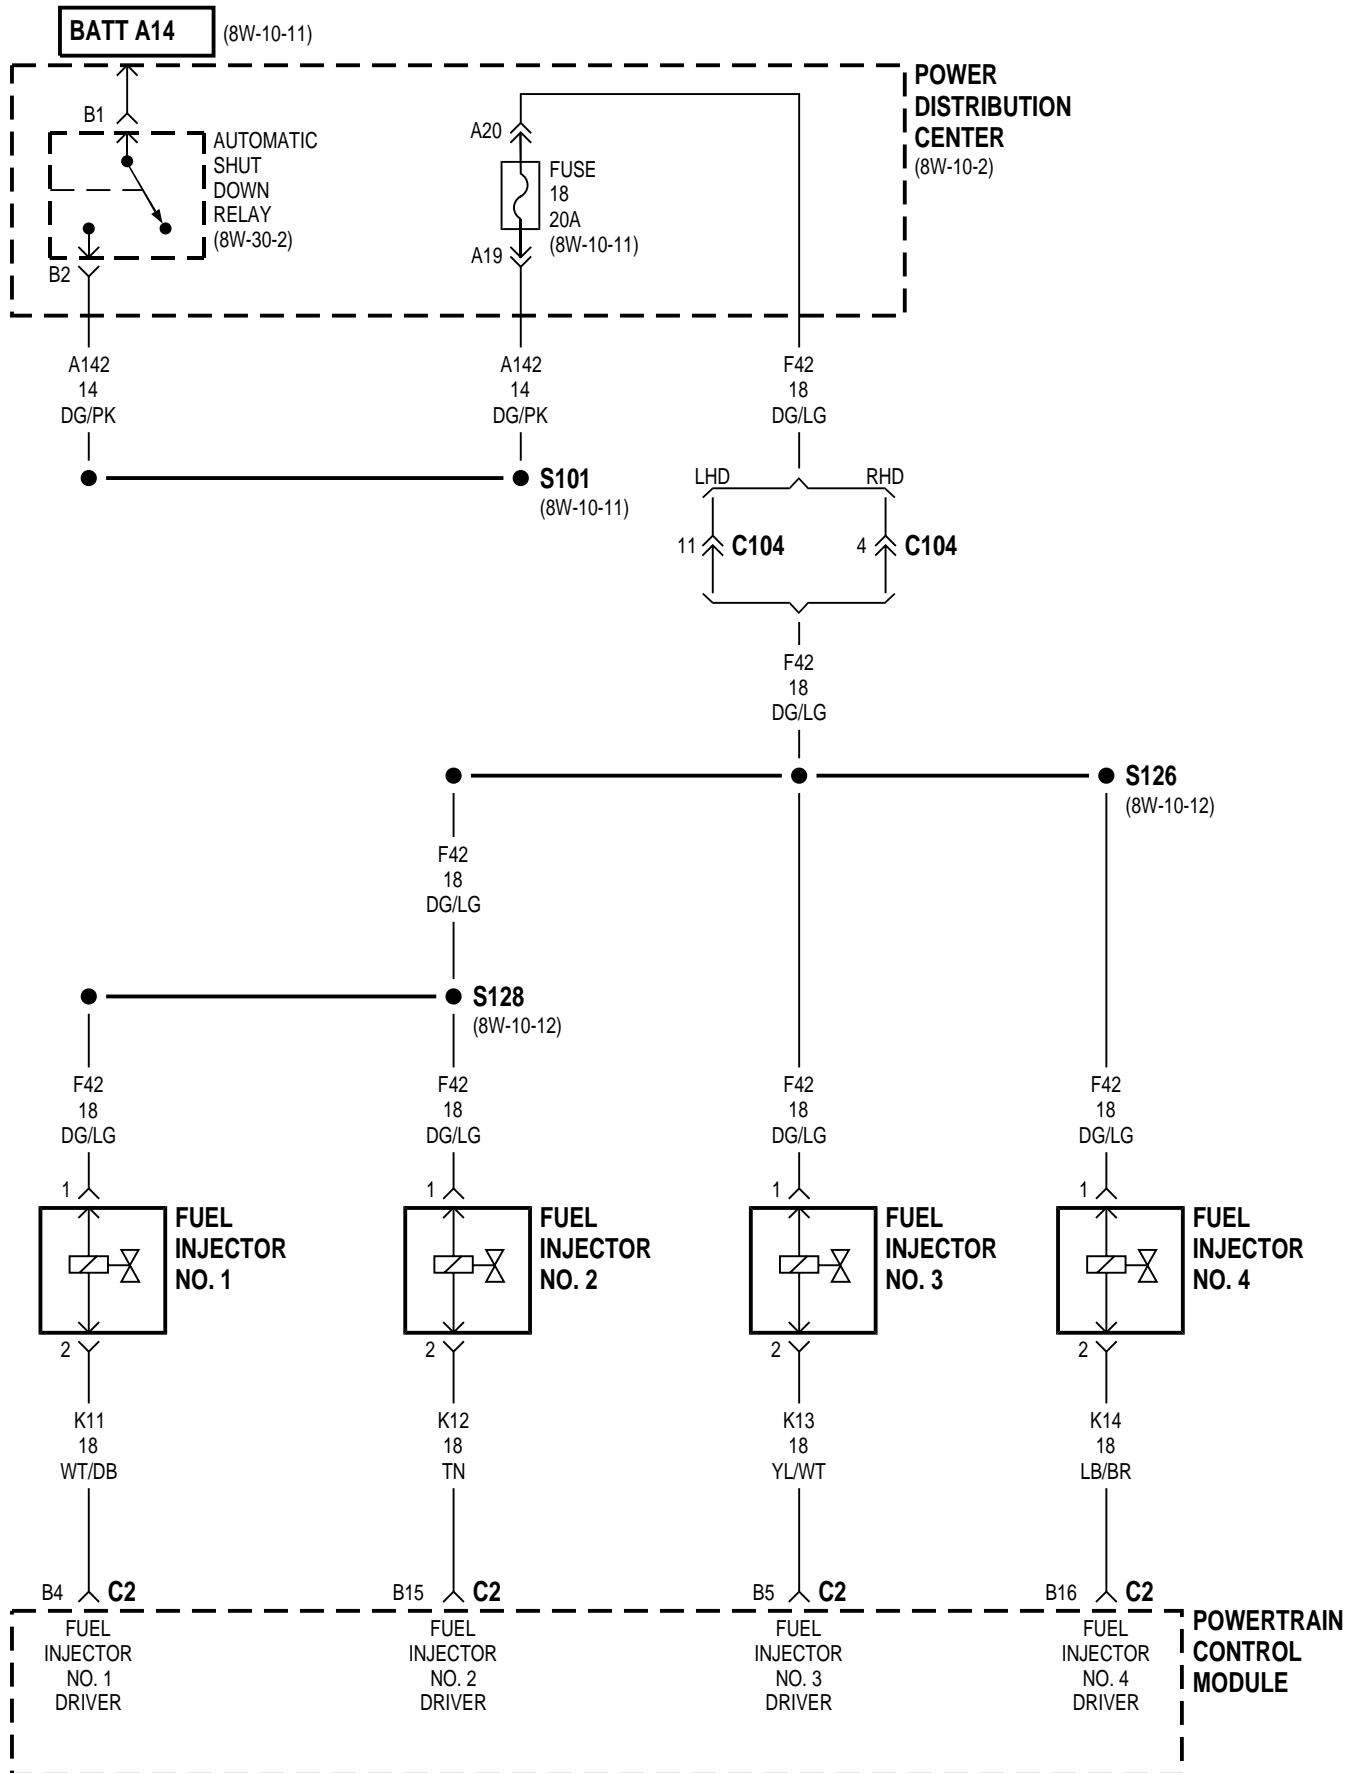 BATT A14 (8W-10-11)
POWER
DISTRIBUTION
CENTER
(8W-10-2)
B1
AUTOMATIC
SHUT
DOWN
RELAY
(8W-30-2)
B2
A20
FUSE
18
20A
(8W-10-11)
A19
A142
14
DG/PK
A142
14
DG/PK
F42
18
DG/LG
S101
(8W-10-11)
LHD
RHD
11
C104
4
C104
F42
18
DG/LG
S126
(8W-10-12)
F42
18
DG/LG
S128
(8W-10-12)
F42
18
DG/LG
F42
18
DG/LG
F42
18
DG/LG
F42
18
DG/LG
1
FUEL
INJECTOR
NO. 1
2
1
FUEL
INJECTOR
NO. 2
2
1
FUEL
INJECTOR
NO. 3
2
1
FUEL
INJECTOR
NO. 4
2
K11
18
WT/DB
K12
18
TN
K13
18
YL/WT
K14
18
LB/BR
B4 C2
B15 C2
B5 C2
B16 C2
FUEL
INJECTOR
NO. 1
DRIVER
FUEL
INJECTOR
NO. 2
DRIVER
FUEL
INJECTOR
NO. 3
DRIVER
FUEL
INJECTOR
NO. 4
DRIVER
POWERTRAIN
CONTROL
MODULE